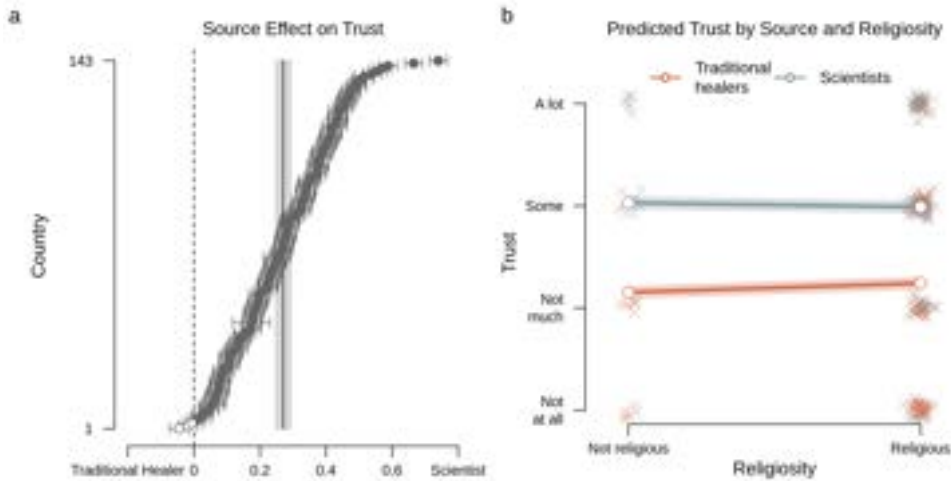 a
Source Effect on Trust
143
Country
1
Traditional Healer 0 0.2 0.4 0.6 Scientist
b
Predicted Trust by Source and Religiosity
Traditional
healers
Scientists
A lot
Some
Trust
Not
much
Not
at all
Not religious
Religious
Religiosity